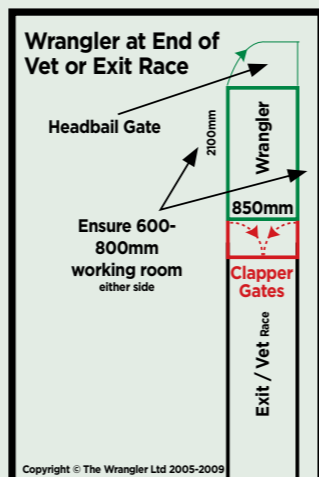 Wrangler at End of
Vet or Exit Race
Headbail Gate
2100mm
Wrangler
850mm
Ensure 600-
800mm
working room
either side
Clapper
Gates
Exit / Vet Race
Copyright © The Wrangler Ltd 2005-2009